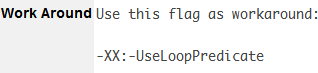 Work Around Use this flag as workaround:
-XX:-UseLoopPredicate